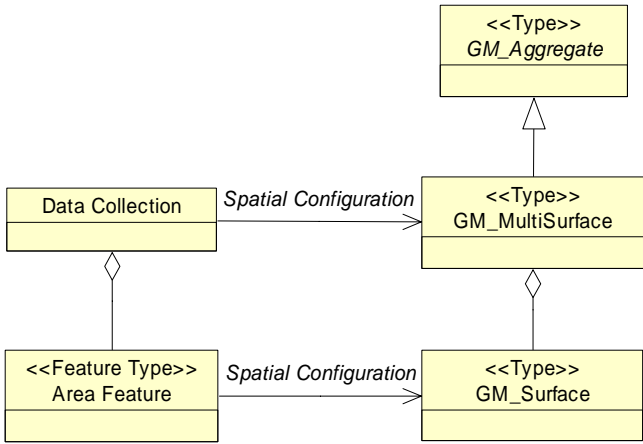 <<Type>>
GM_Aggregate
Data Collection
Spatial Configuration
<<Type>>
GM_MultiSurface
<<Feature Type>>
Area Feature
Spatial Configuration
<<Type>>
GM_Surface